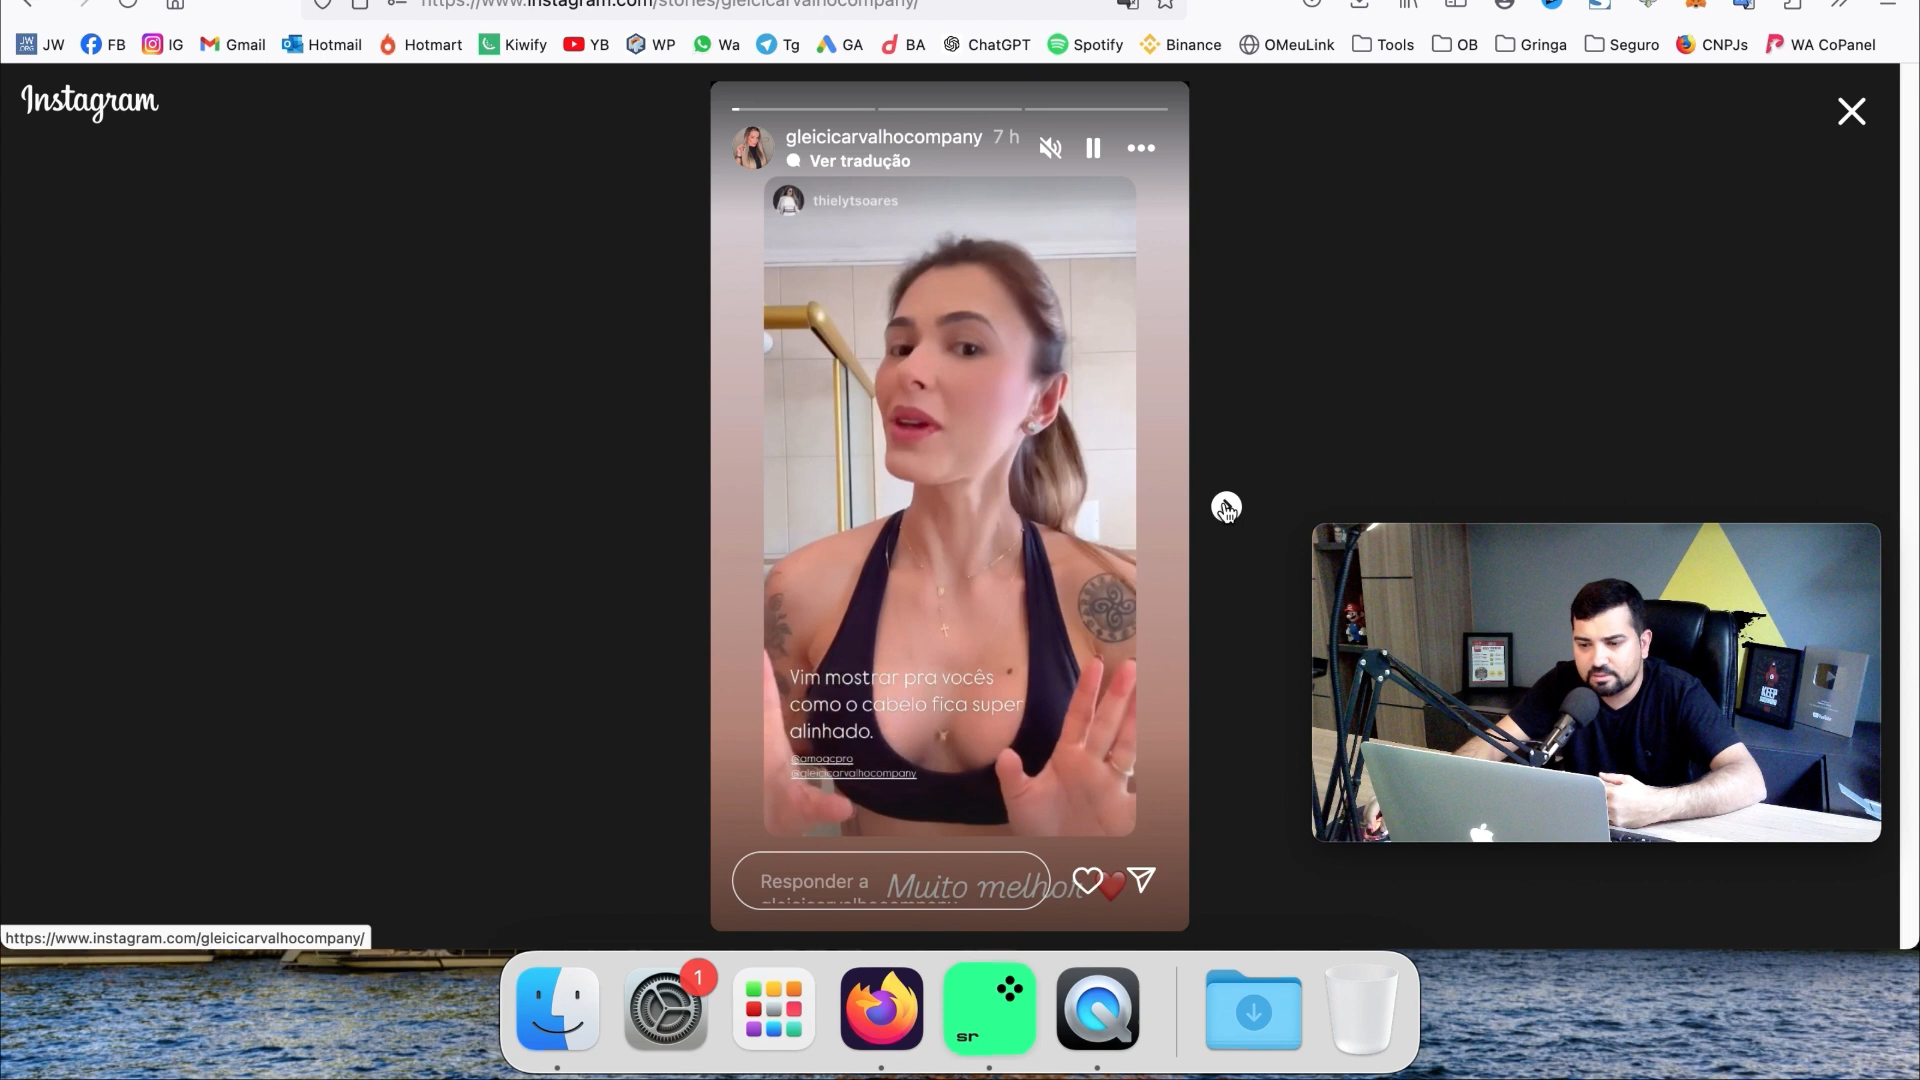 https://www.instagram.com/stories/gleicicarvalhocompany/
JW FB IG Gmail Hotmail Hotmart Kiwify YB WP Wa Tg GA BA ChatGPT Spotify Binance OMeuLink Tools OB Gringa Seguro CNPJs WA CoPanel
Instagram
gleicicarvalhocompany 7 h
Ver tradução
thielytsoares
Vim mostrar pra vocês
como o cabelo fica super
alinhado.
@amoacpro
@gleicicarvalhocompany
Responder a
gleicicarvalhocompany...
Muito melhor
KEEP
https://www.instagram.com/gleicicarvalhocompany/
1
sr